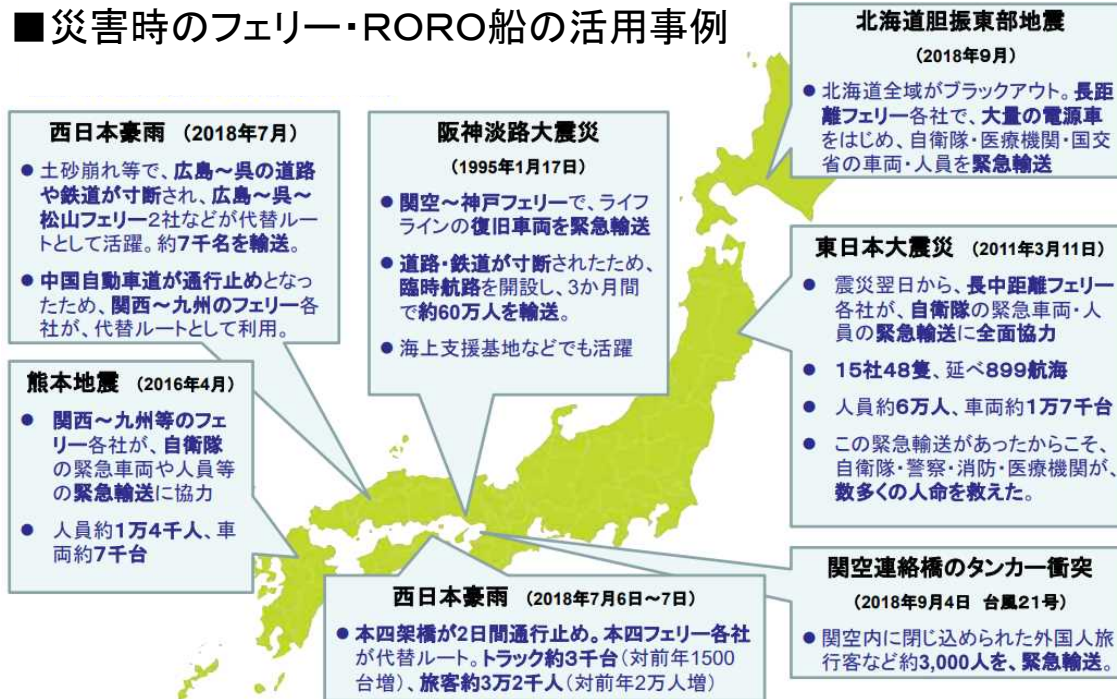 ■災害時のフェリー・RORO船の活用事例
北海道胆振東部地震
(2018年9月)
● 北海道全域がブラックアウト。長距
離フェリー各社で、大量の電源車
をはじめ、自衛隊・医療機関・国交
省の車両・人員を緊急輸送
西日本豪雨 (2018年7月)
● 土砂崩れ等で、広島~呉の道路
や鉄道が寸断され、広島~呉~
松山フェリー2社などが代替ルー
トとして活躍。約7千名を輸送。
● 中国自動車道が通行止めとなっ
たため、関西~九州のフェリー各
社が、代替ルートとして利用。
阪神淡路大震災
(1995年1月17日)
● 関空~神戸フェリーで、ライフ
ラインの復旧車両を緊急輸送
● 道路・鉄道が寸断されたため、
臨時航路を開設し、3か月間
で約60万人を輸送。
● 海上支援基地などでも活躍
東日本大震災 (2011年3月11日)
● 震災翌日から、長中距離フェリー
各社が、自衛隊の緊急車両・人
員の緊急輸送に全面協力
● 15社48隻、延べ899航海
● 人員約6万人、車両約1万7千台
● この緊急輸送があったからこそ、
自衛隊・警察・消防・医療機関が、
数多くの人命を救えた。
熊本地震 (2016年4月)
● 関西~九州等のフェ
リー各社が、自衛隊
の緊急車両や人員等
の緊急輸送に協力
● 人員約1万4千人、車
両約7千台
西日本豪雨 (2018年7月6日~7日)
● 本四架橋が2日間通行止め。本四フェリー各社
が代替ルート。トラック約3千台(対前年1500
台増)、旅客約3万2千人(対前年2万人増)
関空連絡橋のタンカー衝突
(2018年9月4日 台風21号)
● 関空内に閉じ込められた外国人旅
行客など約3,000人を、緊急輸送。